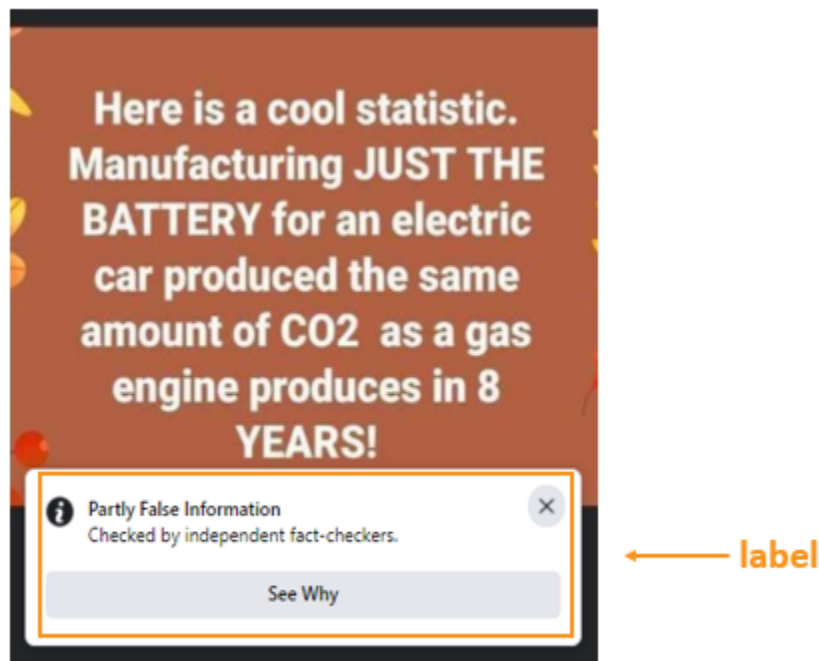 Here is a cool statistic.
Manufacturing JUST THE
BATTERY for an electric
car produced the same
amount of CO2 as a gas
engine produces in 8
YEARS!
Partly False Information
Checked by independent fact-checkers.
See Why
label